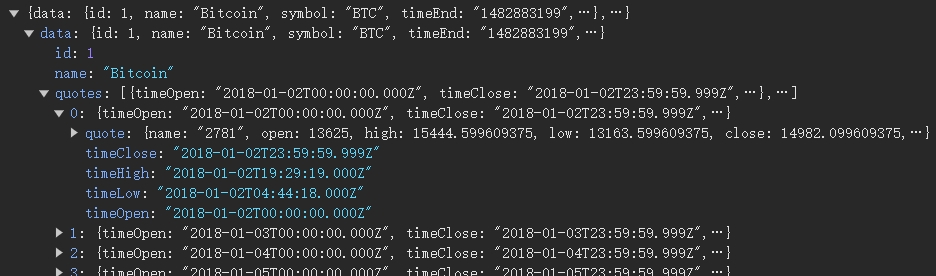 ▼ {data: {id: 1, name: "Bitcoin", symbol: "BTC", timeEnd: "1482883199",…},…}
▼ data: {id: 1, name: "Bitcoin", symbol: "BTC", timeEnd: "1482883199",…}
id: 1
name: "Bitcoin"
▼ quotes: [{timeOpen: "2018-01-02T00:00:00.000Z", timeClose: "2018-01-02T23:59:59.999Z",…},…]
▼ 0: {timeOpen: "2018-01-02T00:00:00.000Z", timeClose: "2018-01-02T23:59:59.999Z",…}
▶ quote: {name: "2781", open: 13625, high: 15444.599609375, low: 13163.599609375, close: 14982.099609375,…}
timeClose: "2018-01-02T23:59:59.999Z"
timeHigh: "2018-01-02T19:29:19.000Z"
timeLow: "2018-01-02T04:44:18.000Z"
timeOpen: "2018-01-02T00:00:00.000Z"
▶ 1: {timeOpen: "2018-01-03T00:00:00.000Z", timeClose: "2018-01-03T23:59:59.999Z",…}
▶ 2: {timeOpen: "2018-01-04T00:00:00.000Z", timeClose: "2018-01-04T23:59:59.999Z",…}
▶ 3: {timeOpen: "2018-01-05T00:00:00.000Z", timeClose: "2018-01-05T23:59:59.999Z",…}